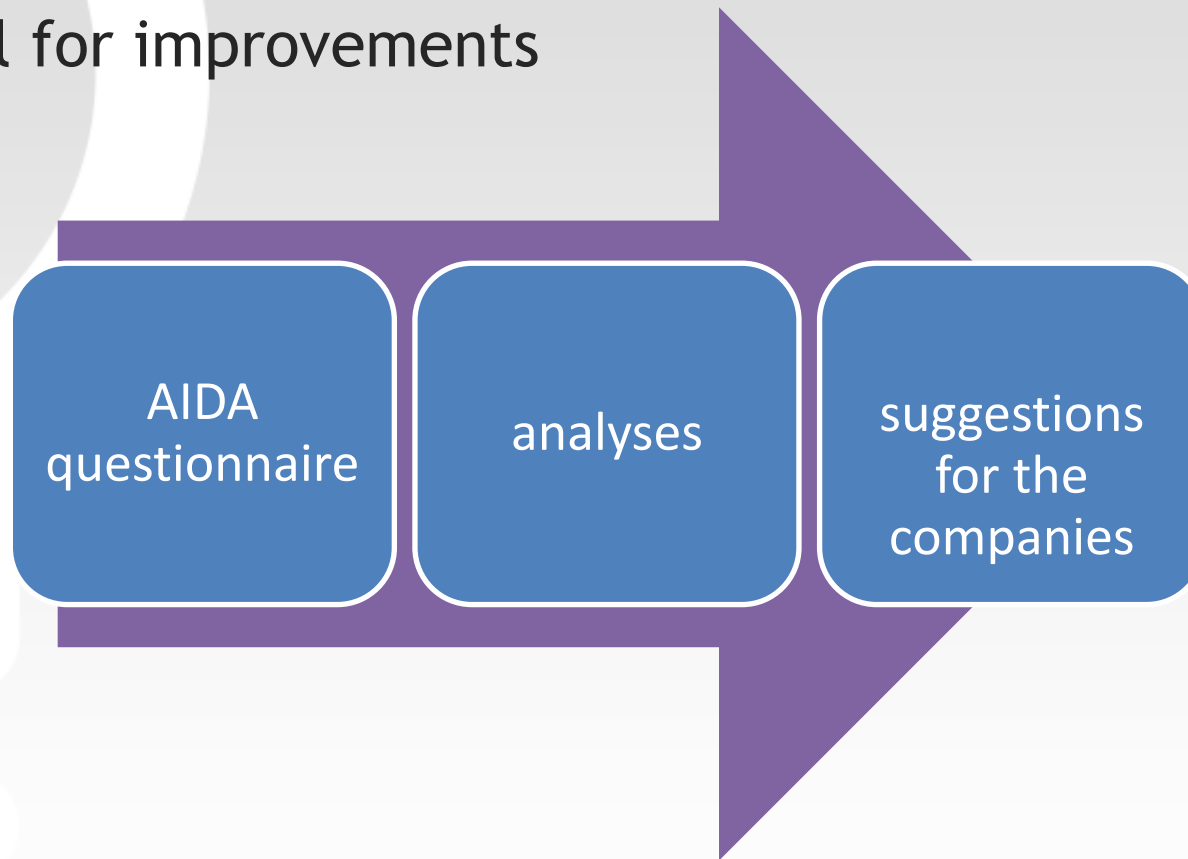 for improvements
AIDA
questionnaire
analyses
suggestions
for the
companies